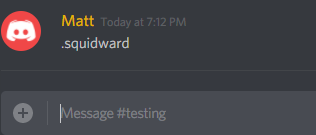 Matt Today at 7:12 PM
.squidward
Message #testing